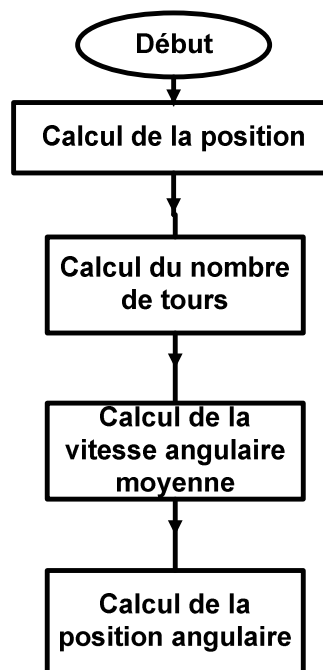 Début
Calcul de la position
Calcul du nombre
de tours
Calcul de la
vitesse angulaire
moyenne
Calcul de la
position angulaire